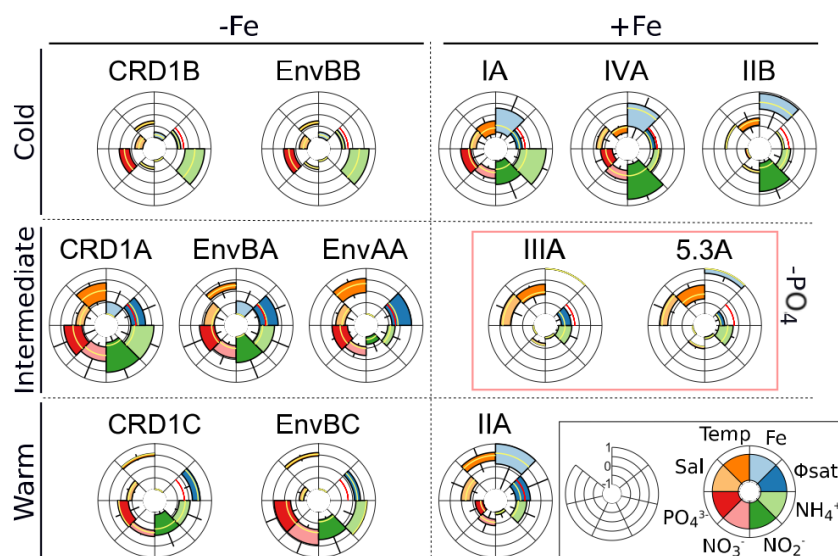 -Fe
+Fe
Cold
CRD1B
EnvBB
IA
IVA
IIB
Intermediate
CRD1A
EnvBA
EnvAA
IIIA
5.3A
-PO₄
Warm
CRD1C
EnvBC
IIA
1
0
-1
Temp
Fe
Sal
Φsat
PO₄³⁻
NH₄⁺
NO₃⁻
NO₂⁻